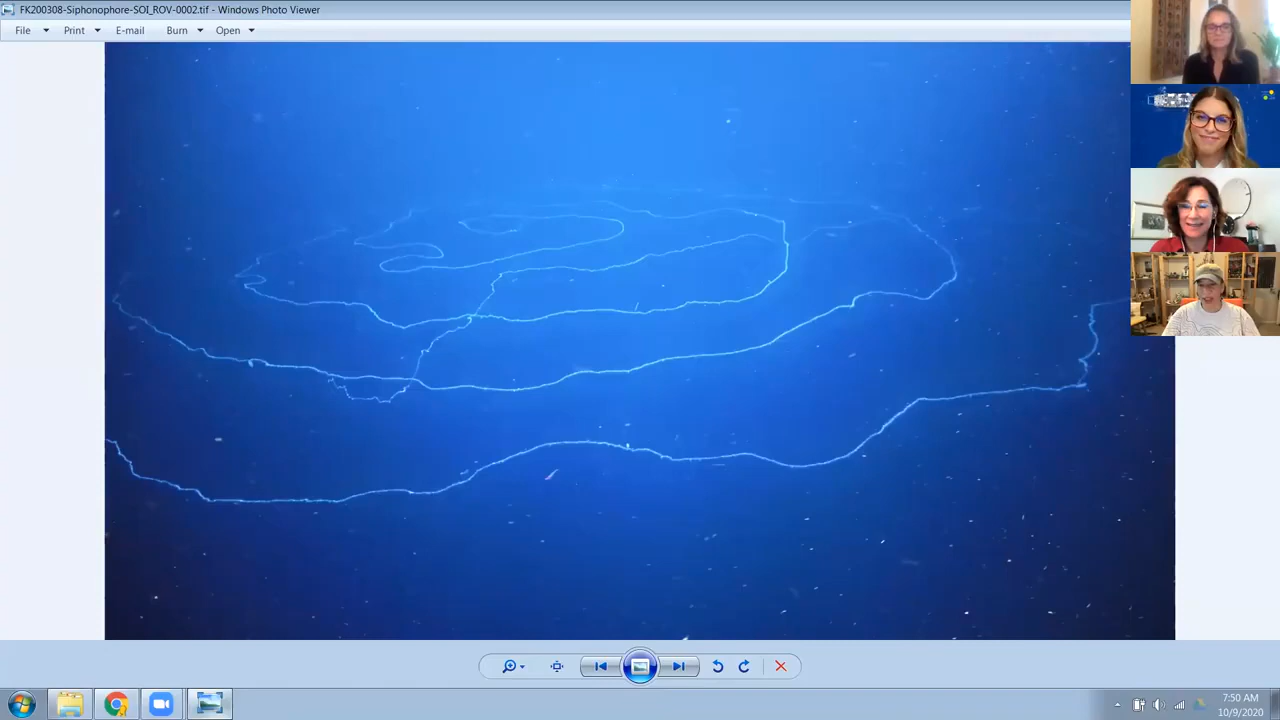 FK200308-Siphonophore-SOI_ROV-0002.tif - Windows Photo Viewer
File Print E-mail Burn Open
7:50 AM
10/9/2020